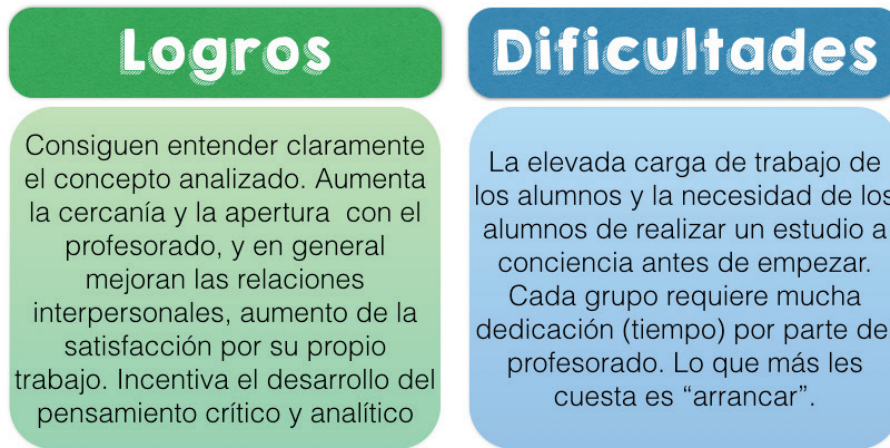 Logros
Consiguen entender claramente
el concepto analizado. Aumenta
la cercanía y la apertura con el
profesorado, y en general
mejoran las relaciones
interpersonales, aumento de la
satisfacción por su propio
trabajo. Incentiva el desarrollo del
pensamiento crítico y analítico
Dificultades
La elevada carga de trabajo de
los alumnos y la necesidad de los
alumnos de realizar un estudio a
conciencia antes de empezar.
Cada grupo requiere mucha
dedicación (tiempo) por parte de
profesorado. Lo que más les
cuesta es “arrancar”.